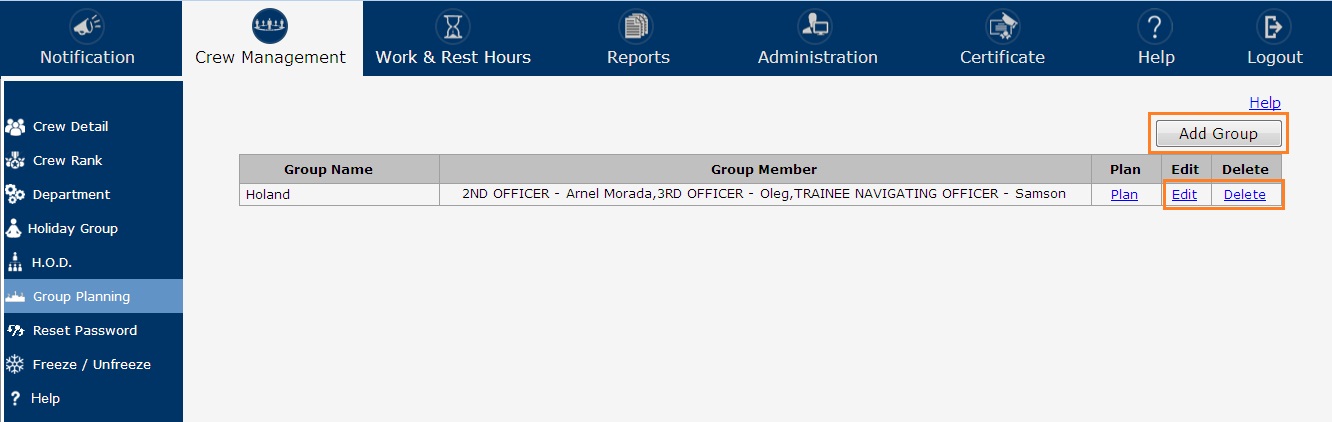 Notification Crew Management Work & Rest Hours Reports Administration Certificate Help Logout
Help
Add Group
Group Name Group Member Plan Edit Delete
Holand 2ND OFFICER - Arnel Morada,3RD OFFICER - Oleg,TRAINEE NAVIGATING OFFICER - Samson Plan Edit Delete
Crew Detail
Crew Rank
Department
Holiday Group
H.O.D.
Group Planning
Reset Password
Freeze / Unfreeze
? Help